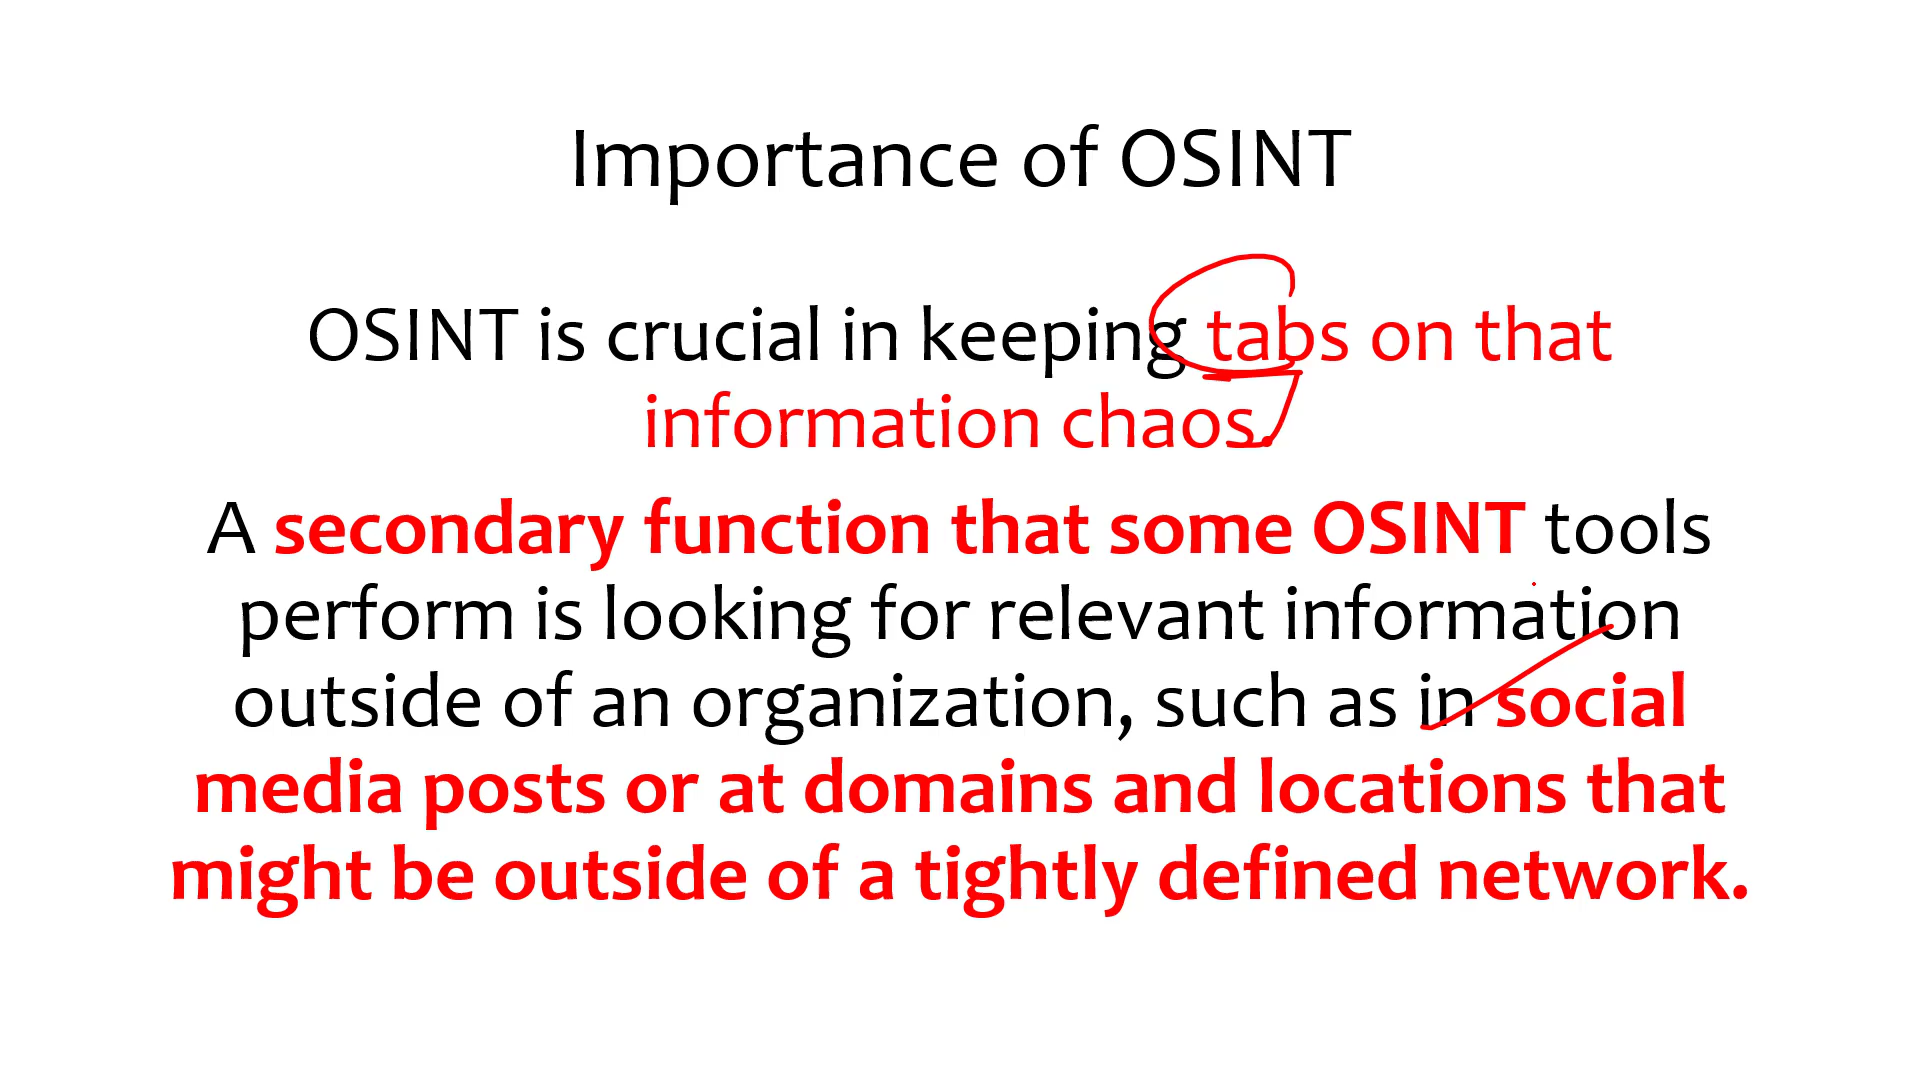 Importance of OSINT
OSINT is crucial in keeping tabs on that
information chaos.
A secondary function that some OSINT tools
perform is looking for relevant information
outside of an organization, such as in social
media posts or at domains and locations that
might be outside of a tightly defined network.